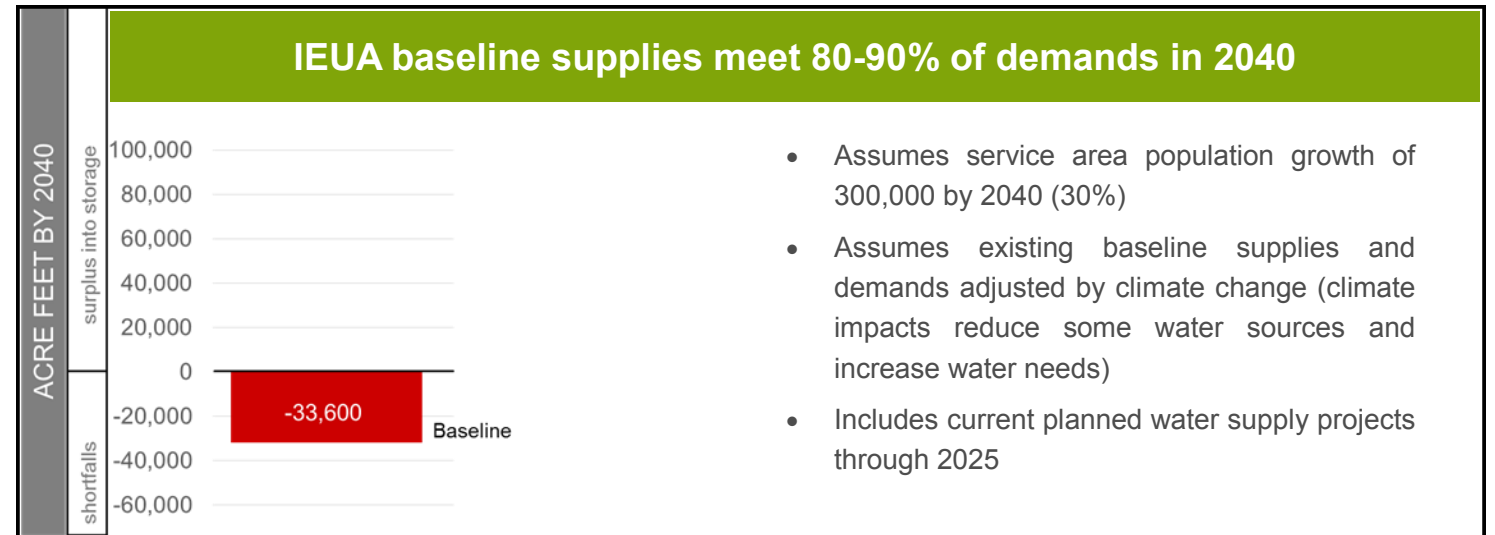 IEUA baseline supplies meet 80-90% of demands in 2040
ACRE FEET BY 2040
surplus into storage
shortfalls
100,000
80,000
60,000
40,000
20,000
0
-20,000
-40,000
-60,000
-33,600
Baseline
• Assumes service area population growth of
300,000 by 2040 (30%)
• Assumes existing baseline supplies and
demands adjusted by climate change (climate
impacts reduce some water sources and
increase water needs)
• Includes current planned water supply projects
through 2025